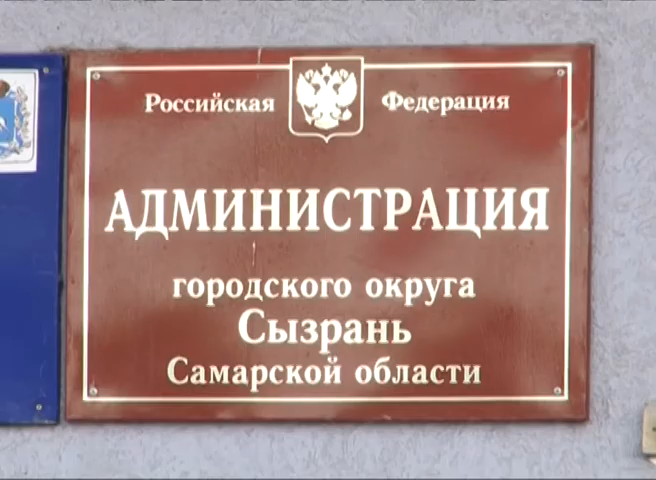 Российская Федерация
АДМИНИСТРАЦИЯ
городского округа
Сызрань
Самарской области